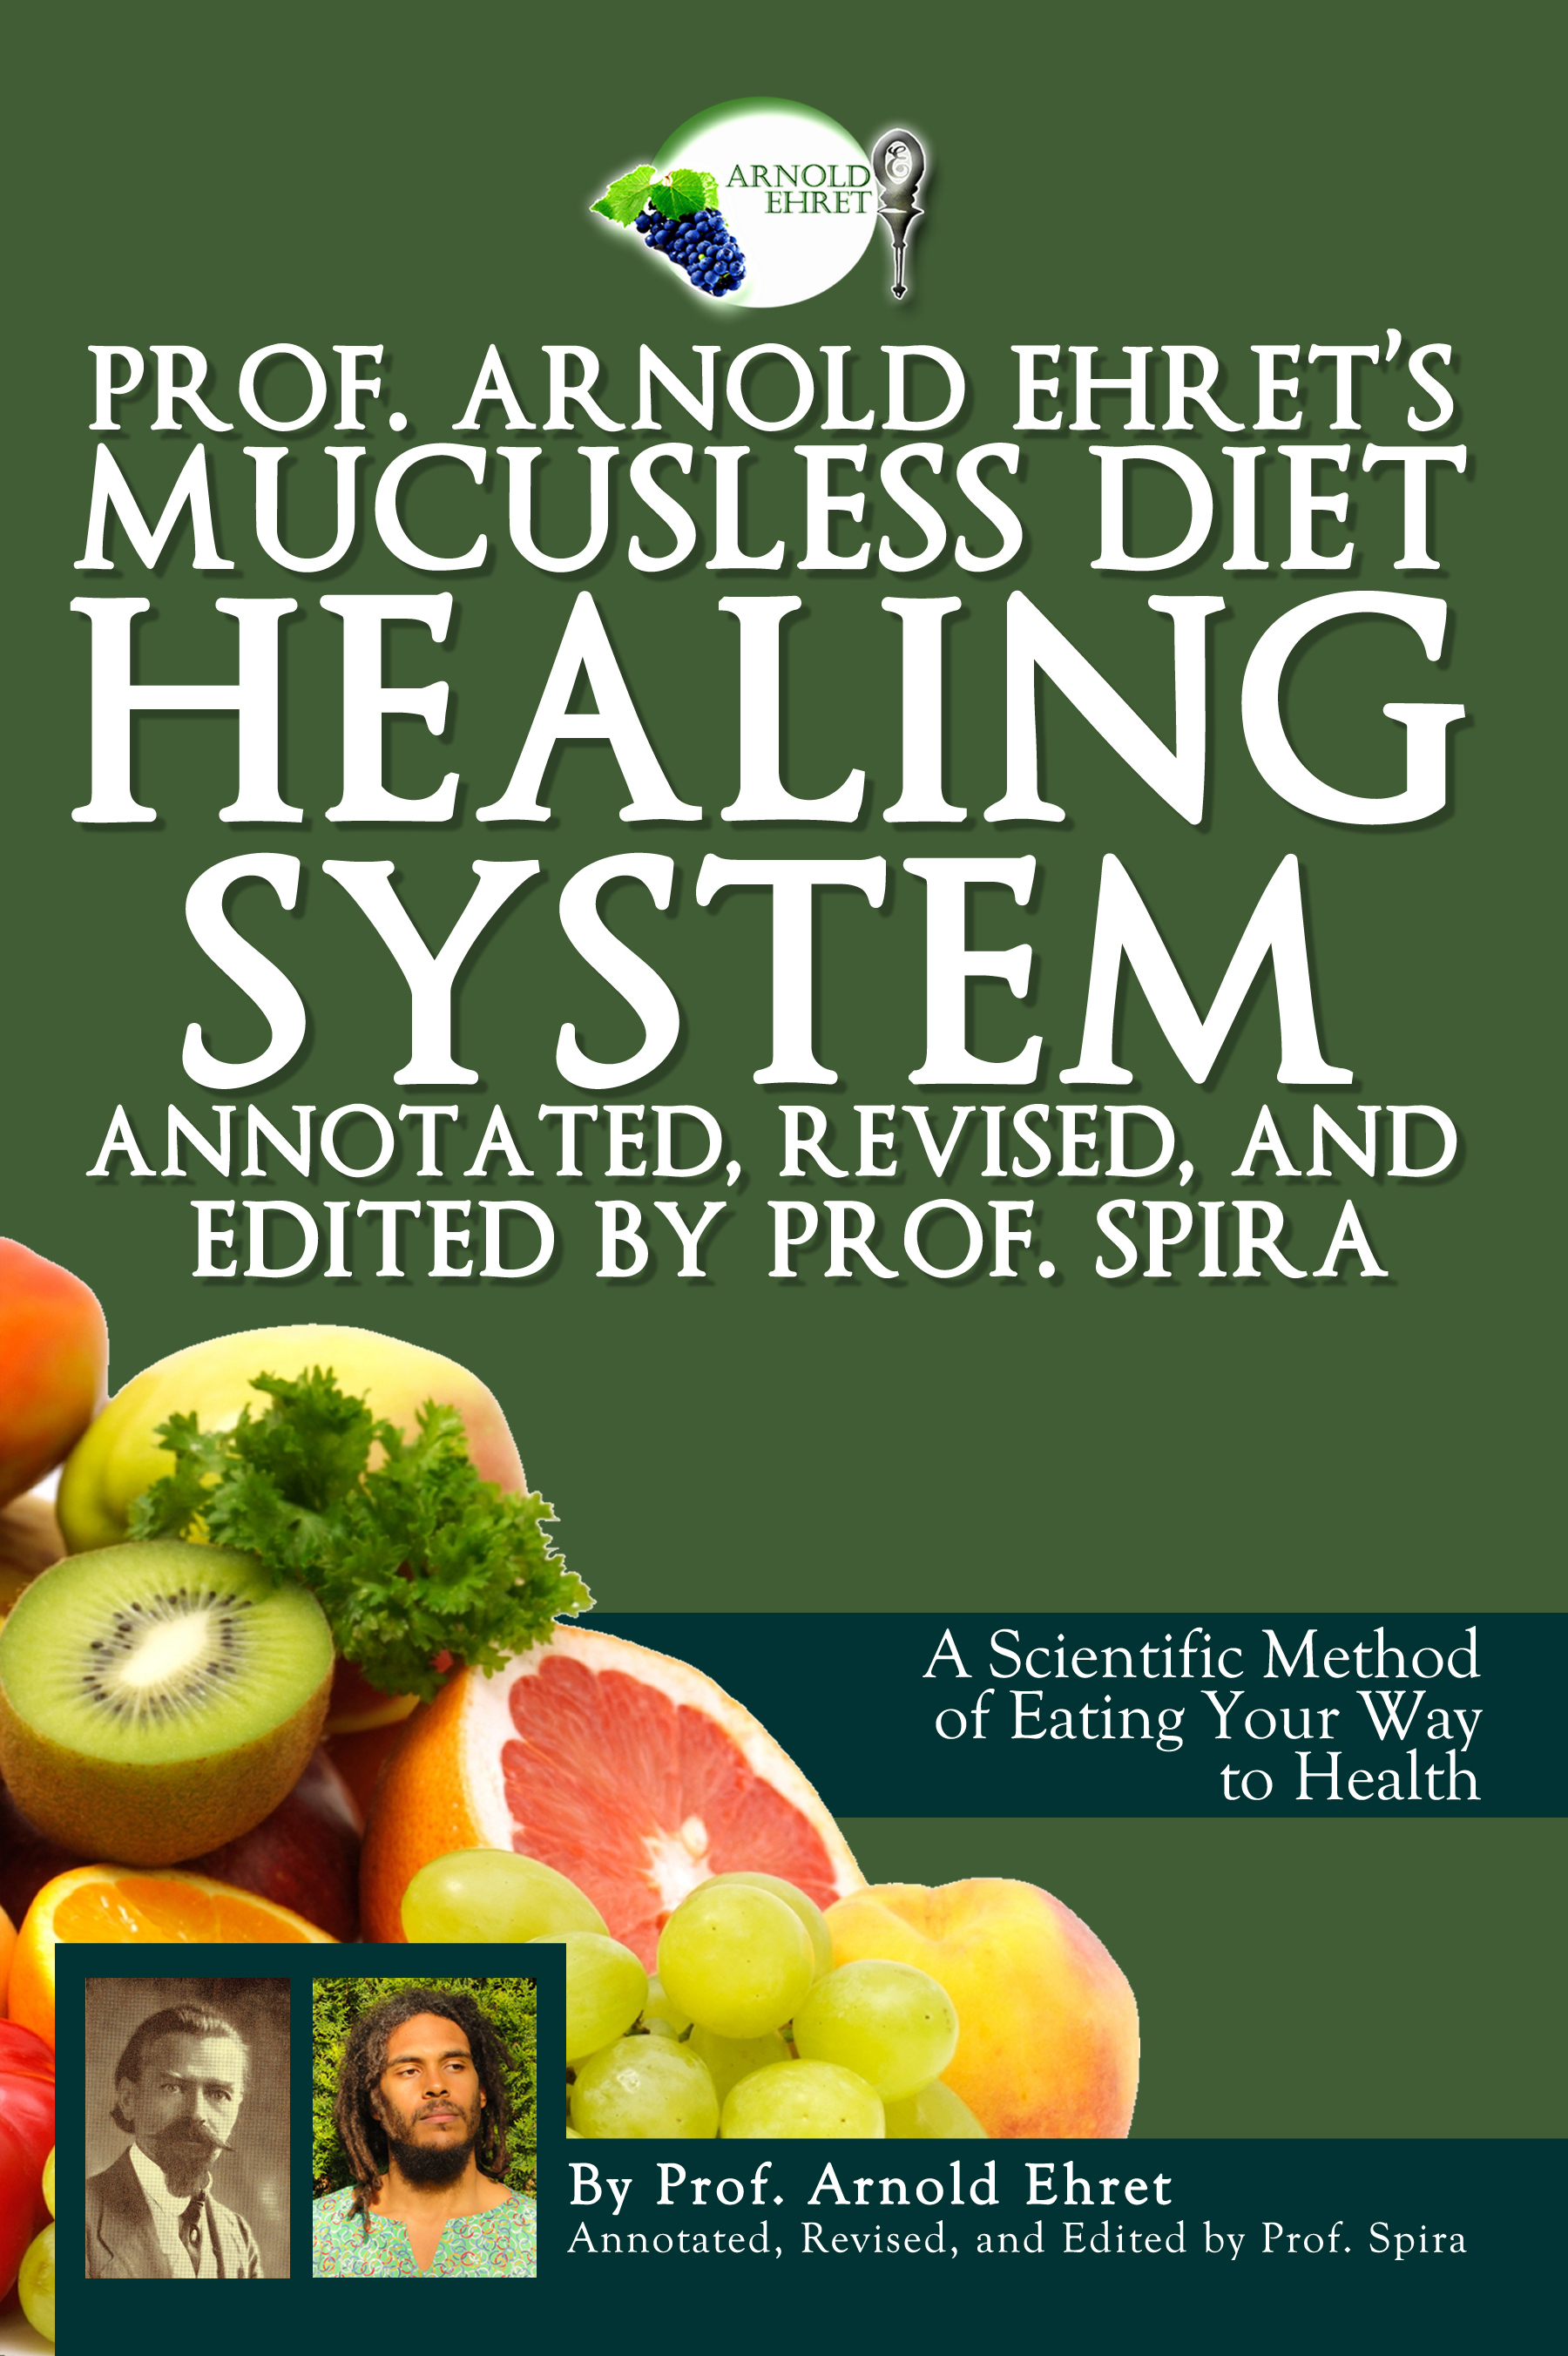 ARNOLD
EHRET
E
PROF. ARNOLD EHRET'S
MUCUSLESS DIET
HEALING
SYSTEM
ANNOTATED, REVISED, AND
EDITED BY PROF. SPIRA
A Scientific Method
of Eating Your Way
to Health
By Prof. Arnold Ehret
Annotated, Revised, and Edited by Prof. Spira